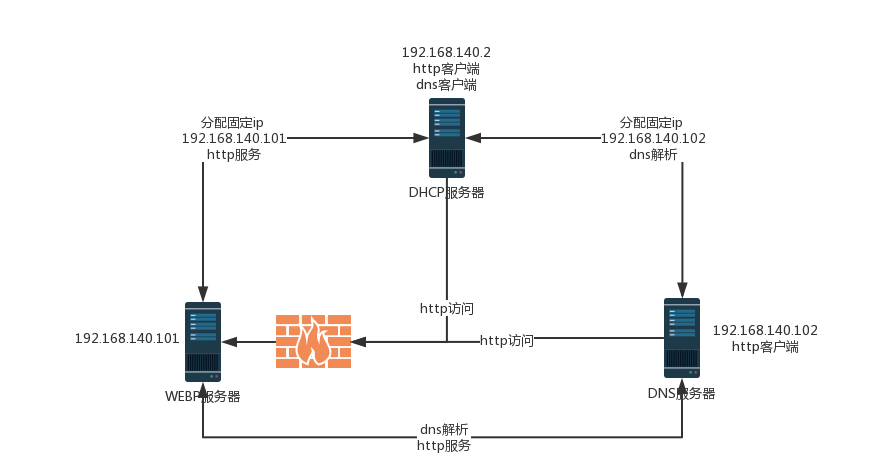 192.168.140.2
http客户端
dns客户端
分配固定ip
192.168.140.101
http服务
分配固定ip
192.168.140.102
dns解析
DHCP服务器
http访问
192.168.140.101
http访问
192.168.140.102
http客户端
WEBP服务器
DNS服务器
dns解析
http服务